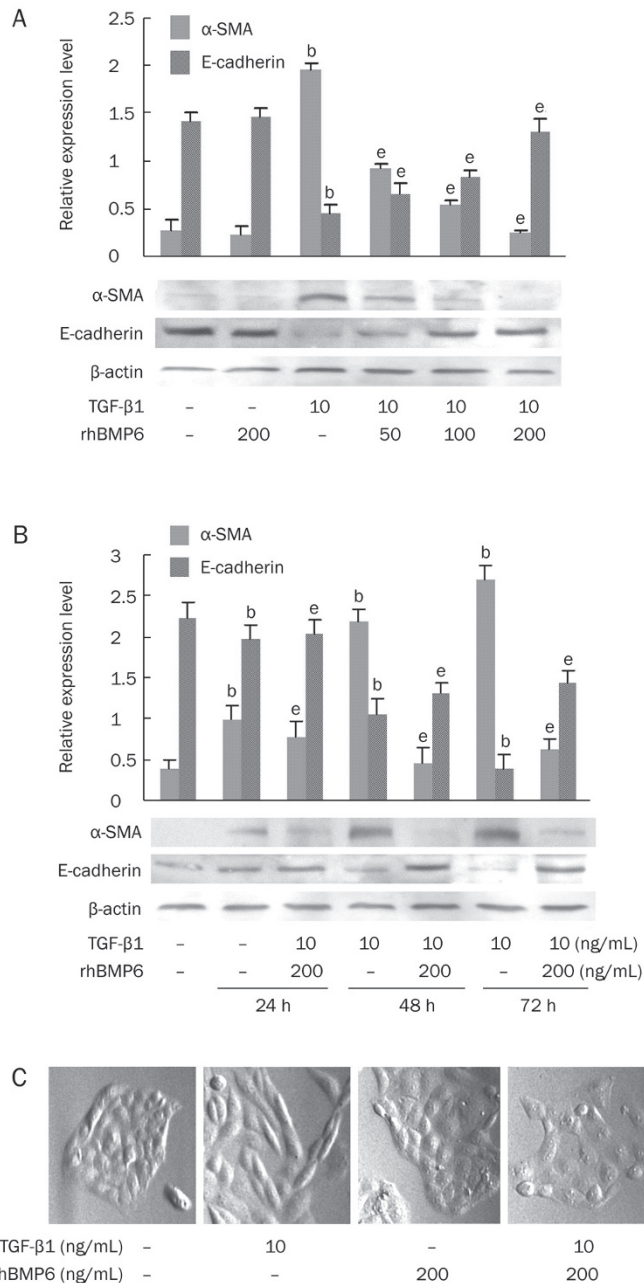 A
α-SMA
E-cadherin
Relative expression level
2.5
2
1.5
1
0.5
0
b
b
e
e
e
e
e
e
α-SMA
E-cadherin
β-actin
TGF-β1 – – 10 10 10 10
rhBMP6 – 200 – 50 100 200
B
α-SMA
E-cadherin
Relative expression level
3
2.5
2
1.5
1
0.5
0
b
b
e
e
b
b
e
e
b
b
e
e
α-SMA
E-cadherin
β-actin
TGF-β1 – – 10 10 10 10 10 (ng/mL)
rhBMP6 – – 200 – 200 – 200 (ng/mL)
24 h 48 h 72 h
C
TGF-β1 (ng/mL) – 10 – 10
rhBMP6 (ng/mL) – – 200 200